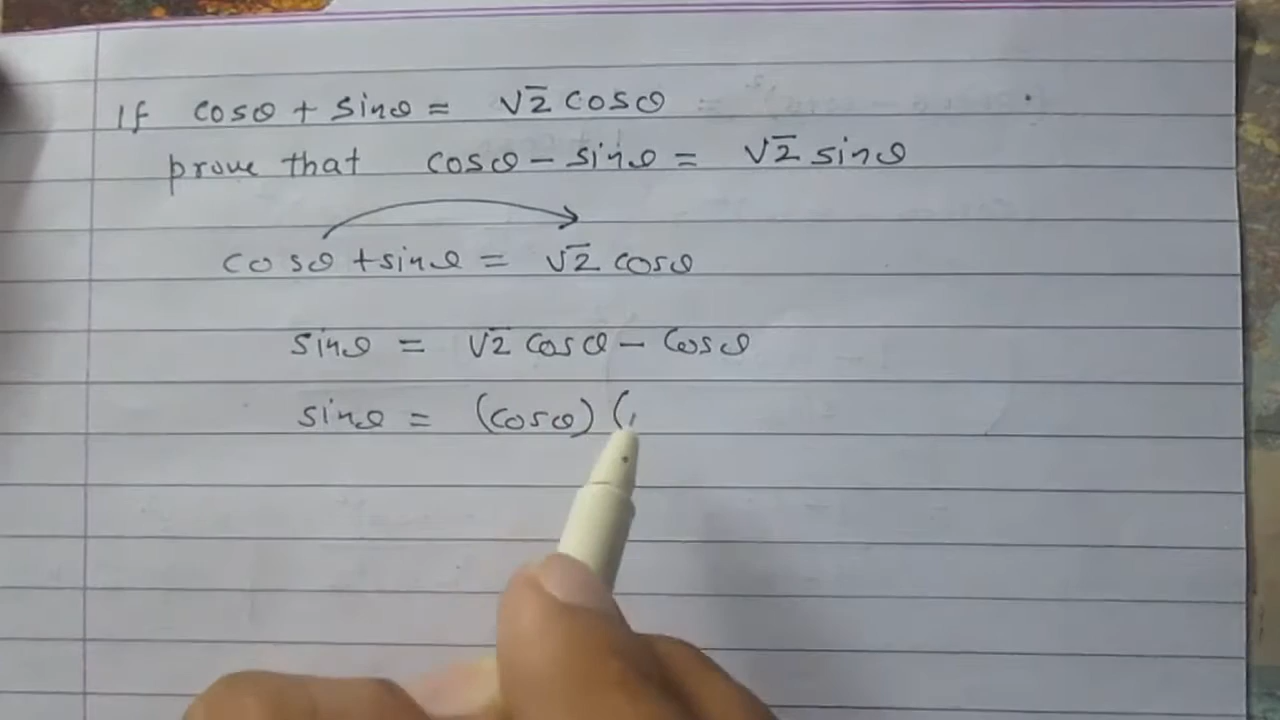 If cosθ + sinθ = √2 cosθ
prove that cosθ - sinθ = √2 sinθ
cosθ + sinθ = √2 cosθ
sinθ = √2 cosθ - cosθ
sinθ = (cosθ) (